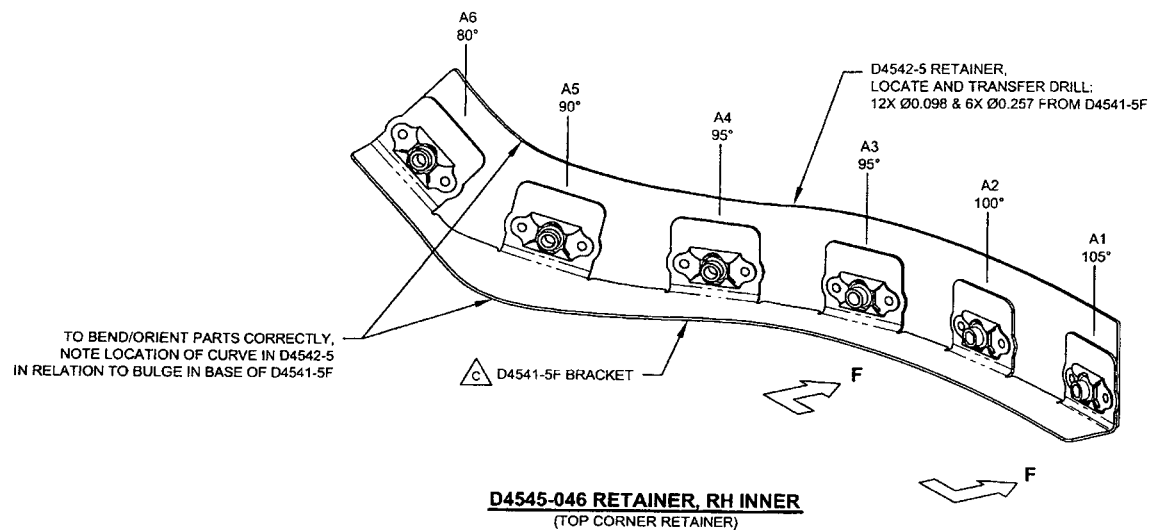 A6
80°
D4542-5 RETAINER,
LOCATE AND TRANSFER DRILL:
12X Ø0.098 & 6X Ø0.257 FROM D4541-5F
A5
90°
A4
95°
A3
95°
A2
100°
A1
105°
TO BEND/ORIENT PARTS CORRECTLY,
NOTE LOCATION OF CURVE IN D4542-5
IN RELATION TO BULGE IN BASE OF D4541-5F
C D4541-5F BRACKET
F
F
D4545-046 RETAINER, RH INNER
(TOP CORNER RETAINER)